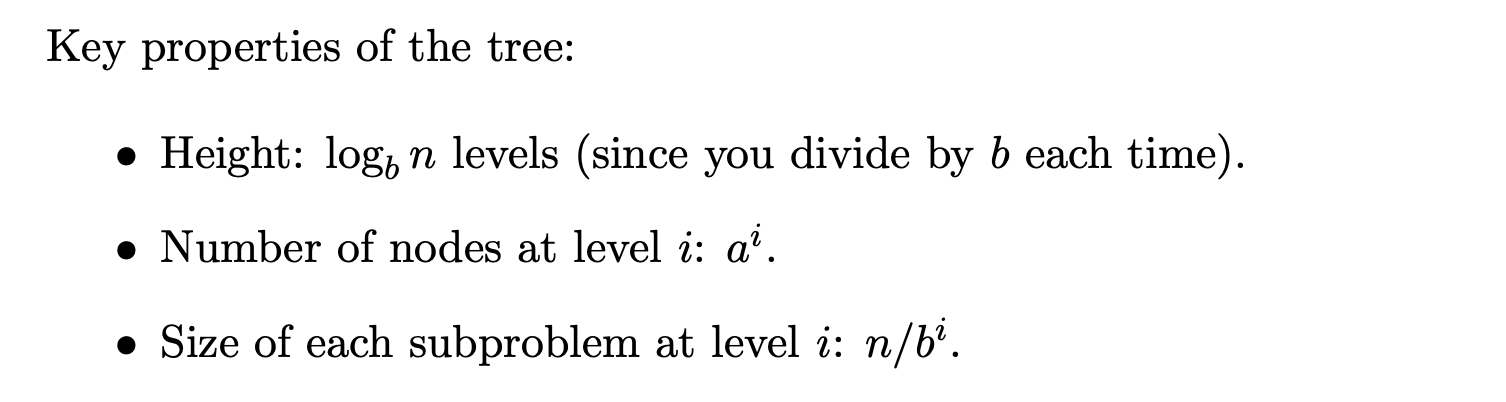 Key properties of the tree:
• Height: log_b n levels (since you divide by b each time).
• Number of nodes at level i: a^i.
• Size of each subproblem at level i: n/b^i.